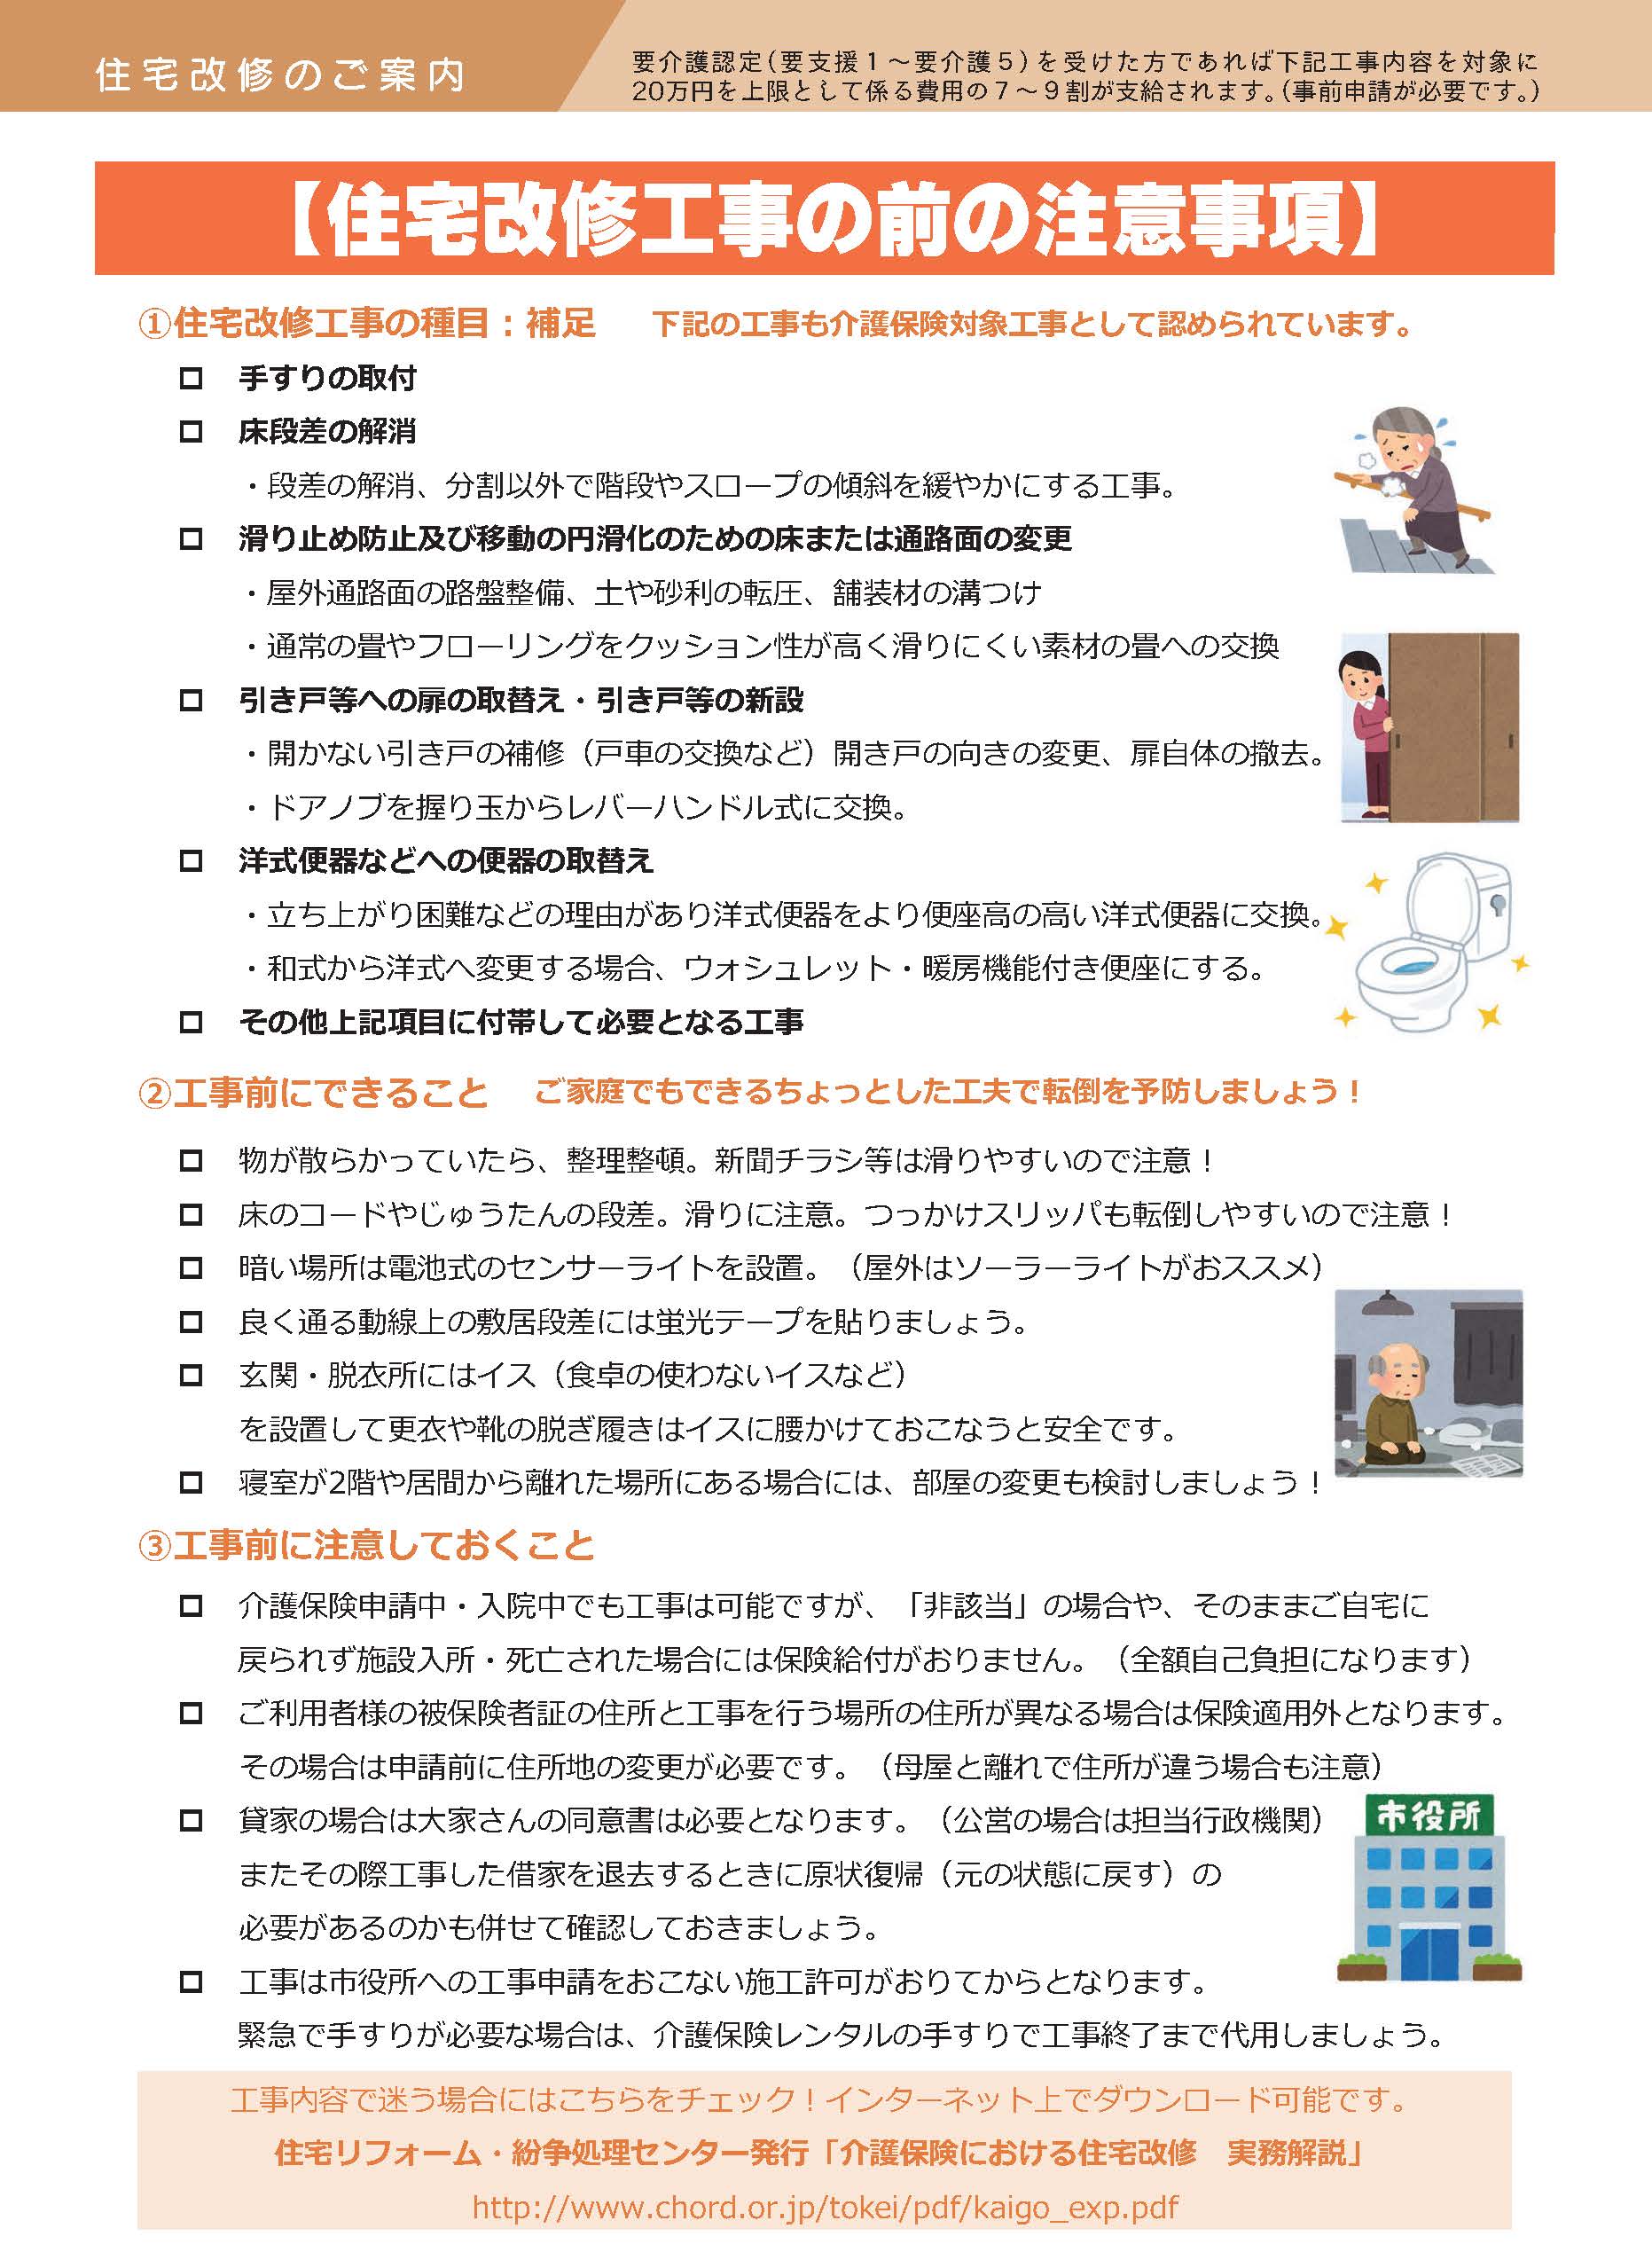 住宅改修のご案内
要介護認定(要支援1~要介護5)を受けた方であれば下記工事内容を対象に
20万円を上限として係る費用の7~9割が支給されます。(事前申請が必要です。)
【住宅改修工事の前の注意事項】
①住宅改修工事の種目:補足 下記の工事も介護保険対象工事として認められています。
□ 手すりの取付
□ 床段差の解消
・段差の解消、分割以外で階段やスロープの傾斜を緩やかにする工事。
□ 滑り止め防止及び移動の円滑化のための床または通路面の変更
・屋外通路面の路盤整備、土や砂利の転圧、舗装材の溝つけ
・通常の畳やフローリングをクッション性が高く滑りにくい素材の畳への交換
□ 引き戸等への扉の取替え・引き戸等の新設
・開かない引き戸の補修(戸車の交換など)開き戸の向きの変更、扉自体の撤去。
・ドアノブを握り玉からレバーハンドル式に交換。
□ 洋式便器などへの便器の取替え
・立ち上がり困難などの理由があり洋式便器をより便座高の高い洋式便器に交換。
・和式から洋式へ変更する場合、ウォシュレット・暖房機能付き便座にする。
□ その他上記項目に付帯して必要となる工事
②工事前にできること ご家庭でもできるちょっとした工夫で転倒を予防しましょう!
□ 物が散らかっていたら、整理整頓。新聞チラシ等は滑りやすいので注意!
□ 床のコードやじゅうたんの段差。滑りに注意。つっかけスリッパも転倒しやすいので注意!
□ 暗い場所は電池式のセンサーライトを設置。(屋外はソーラーライトがおススメ)
□ 良く通る動線上の敷居段差には蛍光テープを貼りましょう。
□ 玄関・脱衣所にはイス(食卓の使わないイスなど)
を設置して更衣や靴の脱ぎ履きはイスに腰かけておこなうと安全です。
□ 寝室が2階や居間から離れた場所にある場合には、部屋の変更も検討しましょう!
③工事前に注意しておくこと
□ 介護保険申請中・入院中でも工事は可能ですが、「非該当」の場合や、そのままご自宅に
戻られず施設入所・死亡された場合には保険給付がおりません。(全額自己負担になります)
□ ご利用者様の被保険者証の住所と工事を行う場所の住所が異なる場合は保険適用外となります。
その場合は申請前に住所地の変更が必要です。(母屋と離れで住所が違う場合も注意)
□ 貸家の場合は大家さんの同意書は必要となります。(公営の場合は担当行政機関)
またその際工事した借家を退去するときに原状復帰(元の状態に戻す)の
必要があるのかも併せて確認しておきましょう。
市役所
□ 工事は市役所への工事申請をおこない施工許可がおりてからとなります。
緊急で手すりが必要な場合は、介護保険レンタルの手すりで工事終了まで代用しましょう。
工事内容で迷う場合にはこちらをチェック!インターネット上でダウンロード可能です。
住宅リフォーム・紛争処理センター発行「介護保険における住宅改修 実務解説」
http://www.chord.or.jp/tokei/pdf/kaigo_exp.pdf